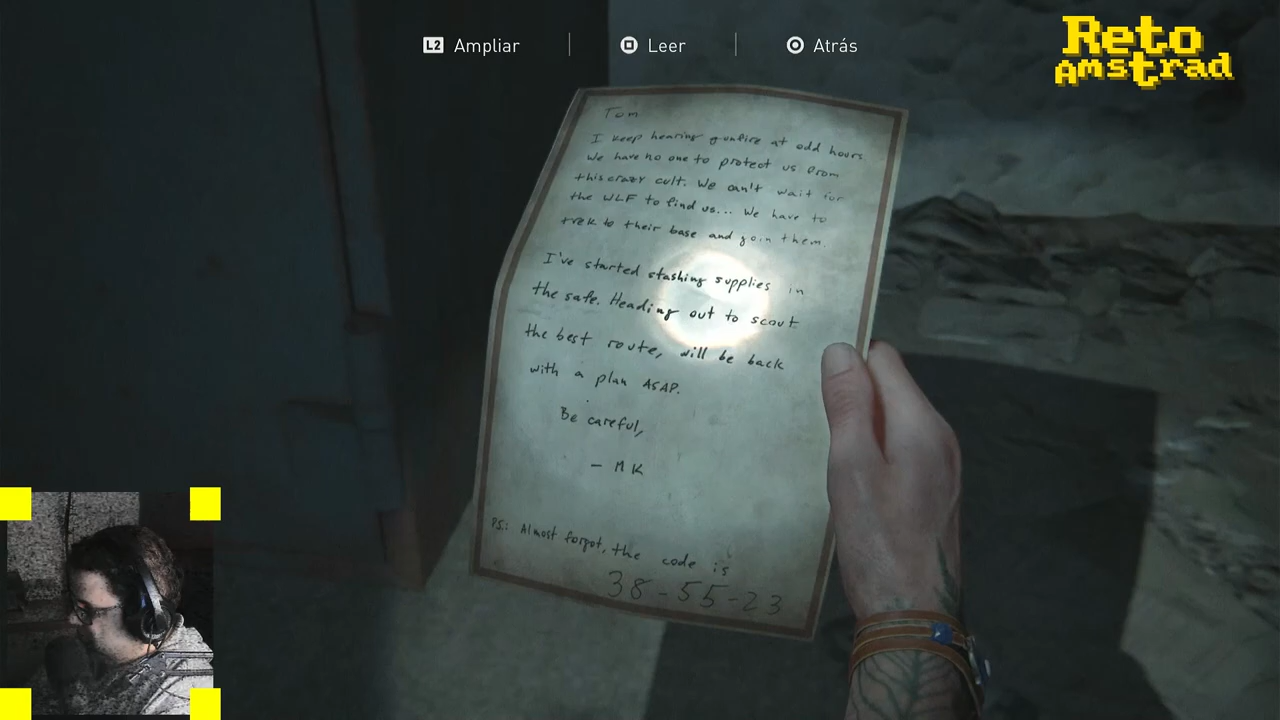 L2 Ampliar | Leer | Atrás
Reto
Amstrad
Tom
I keep hearing gunfire at odd hours.
We have no one to protect us from
this crazy cult. We can't wait for
the WLF to find us... We have to
trek to their base and join them.
I've started stashing supplies in
the safe. Heading out to scout
the best route, will be back
with a plan ASAP.
Be careful,
- MK
PS.: Almost forgot, the code is
38-55-23